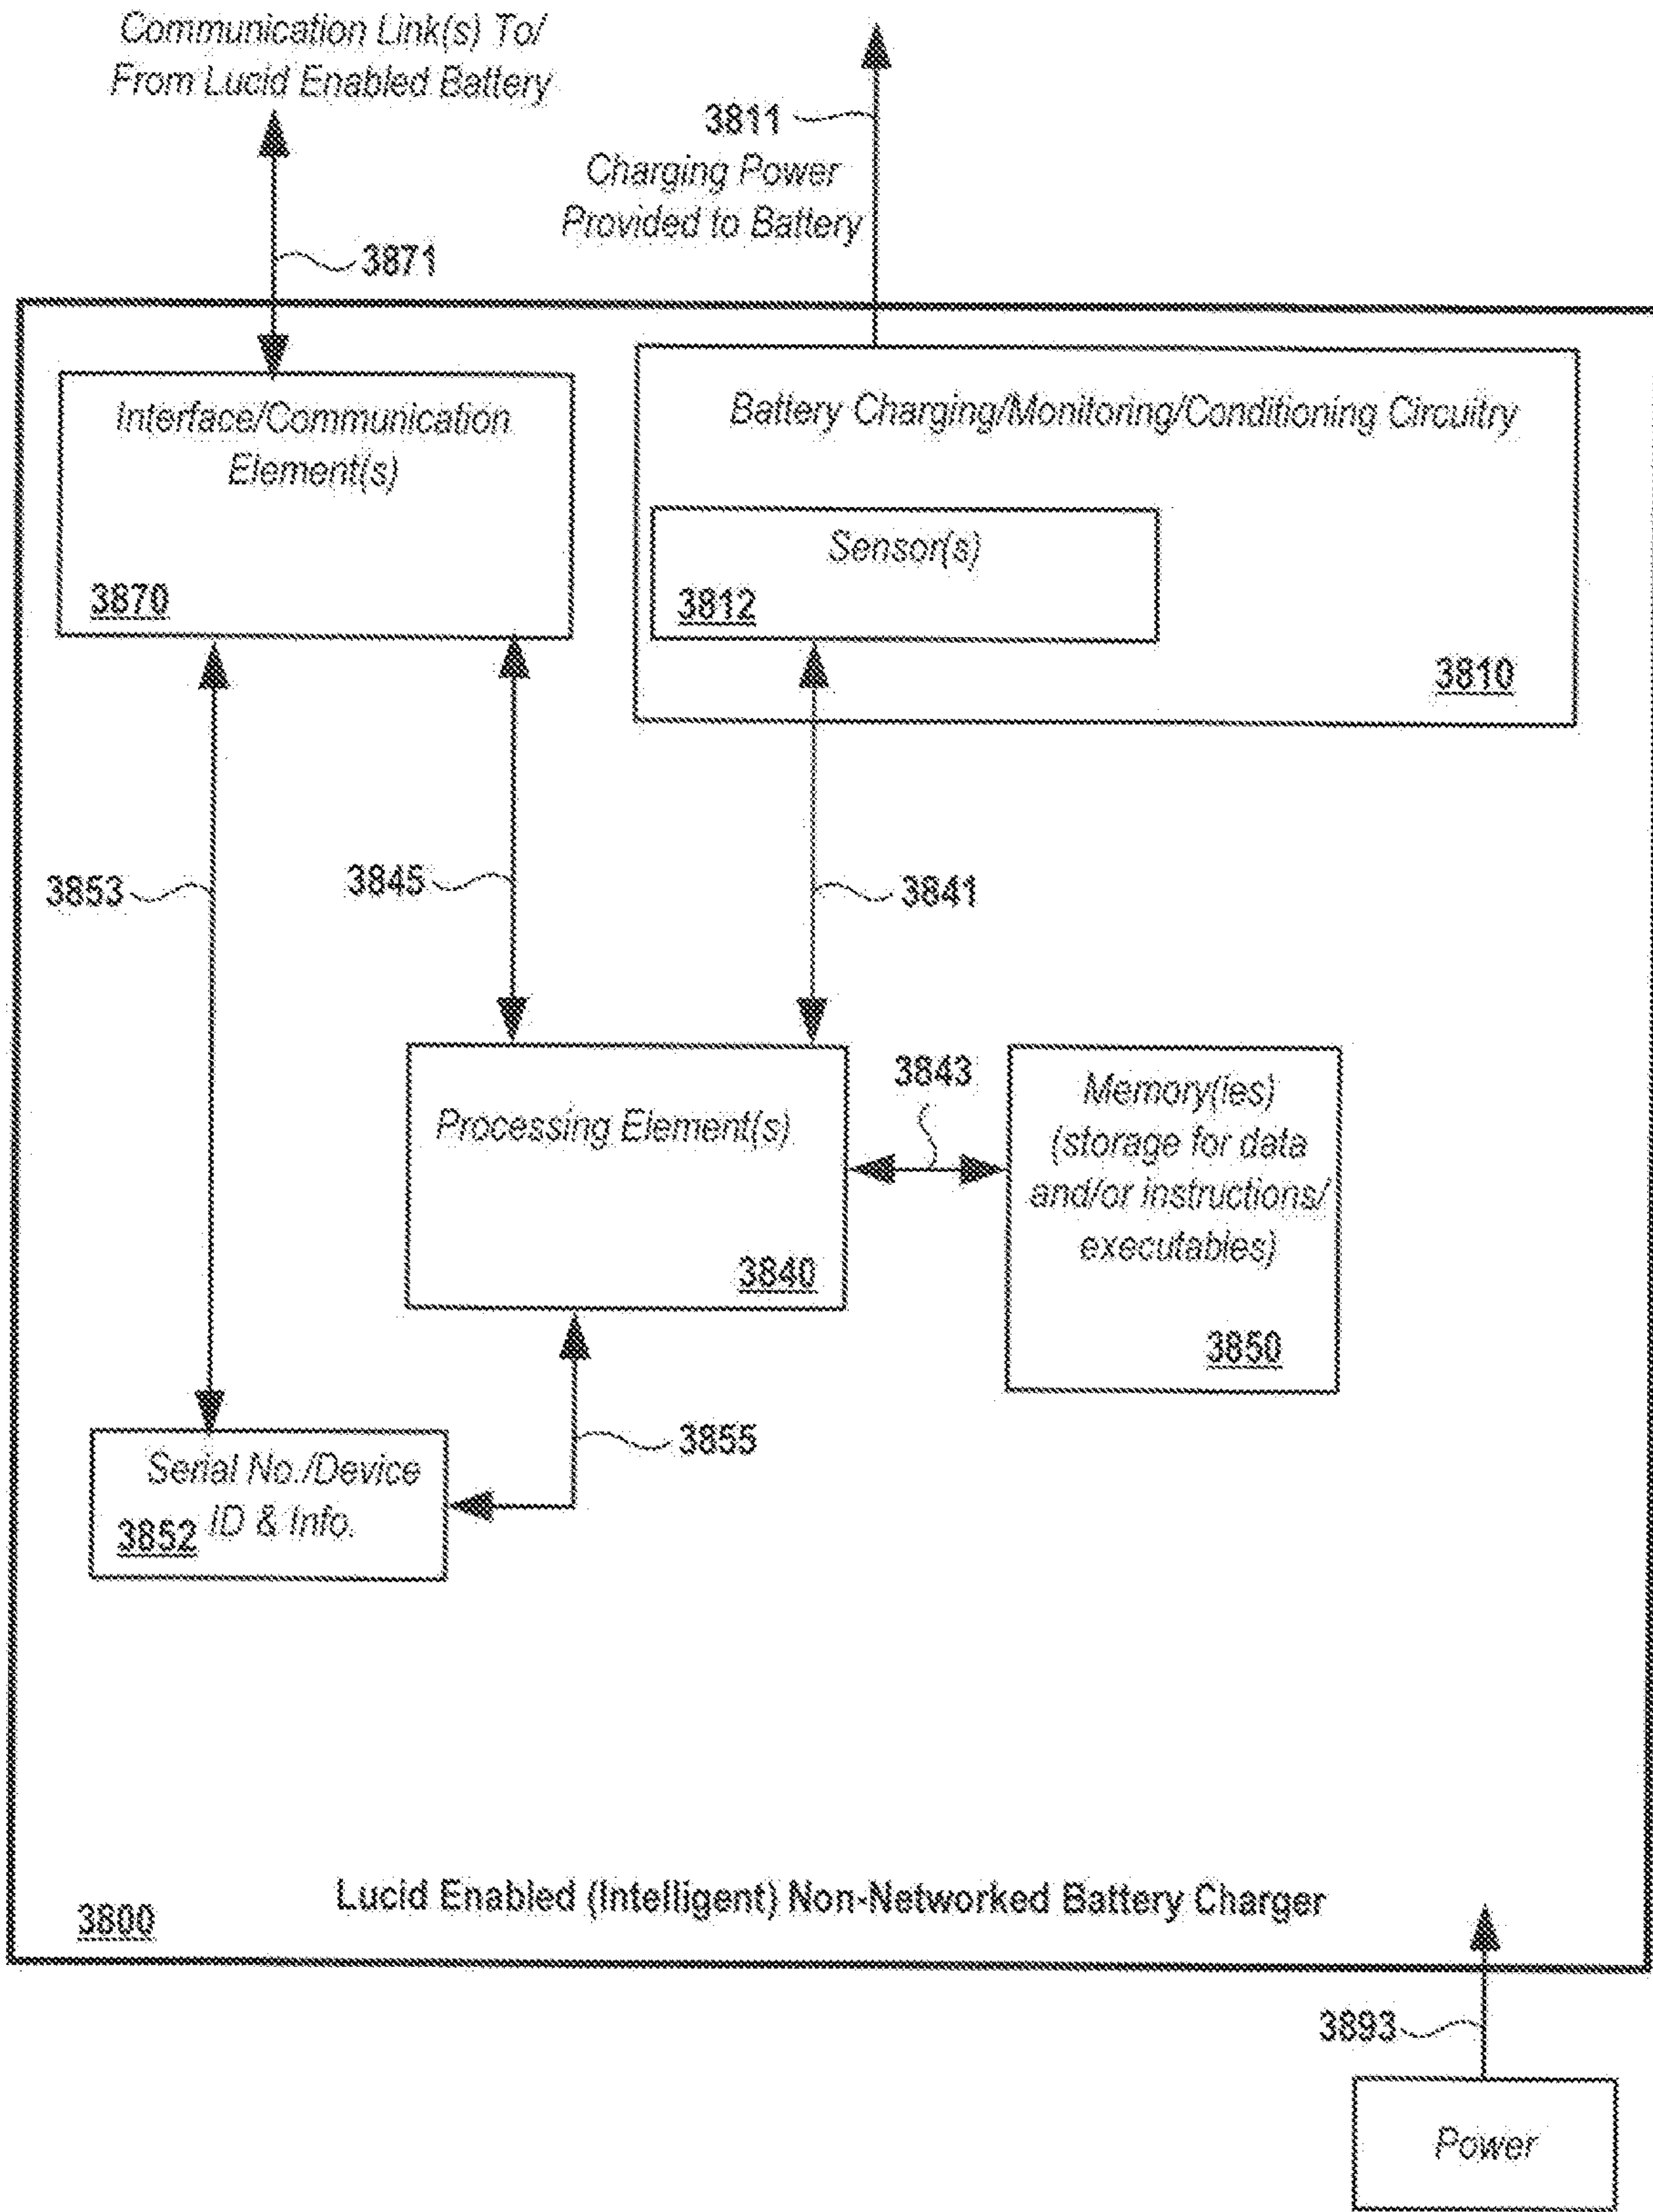 Communication Link(s) To/
From Lucid Enabled Battery
3811
Charging Power
Provided to Battery
3871
Interface/Communication
Element(s)
3870
Battery Charging/Monitoring/Conditioning Circuitry
Sensor(s)
3812
3810
3853
3845
3841
Processing Element(s)
3840
3843
Memory(ies)
(storage for data
and/or instructions/
executables)
3850
3855
Serial No./Device
3852 ID & Info.
Lucid Enabled (Intelligent) Non-Networked Battery Charger
3800
3893
Power